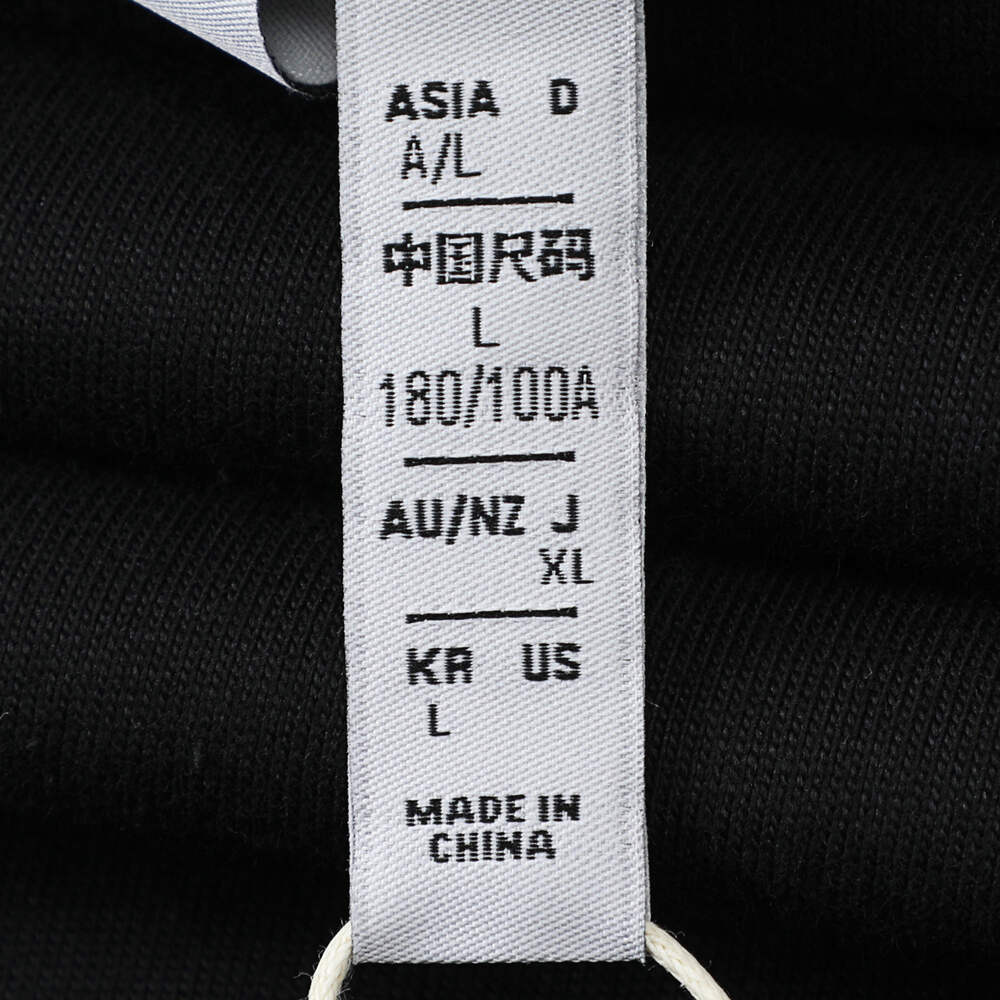 ASIA D
A/L
中国尺码
L
180/100A
AU/NZ J
XL
KR US
L
MADE IN
CHINA